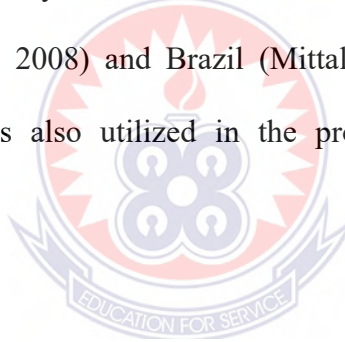 2008) and Brazil (Mittal
s also utilized in the pr
EDUCATION FOR SERVICE